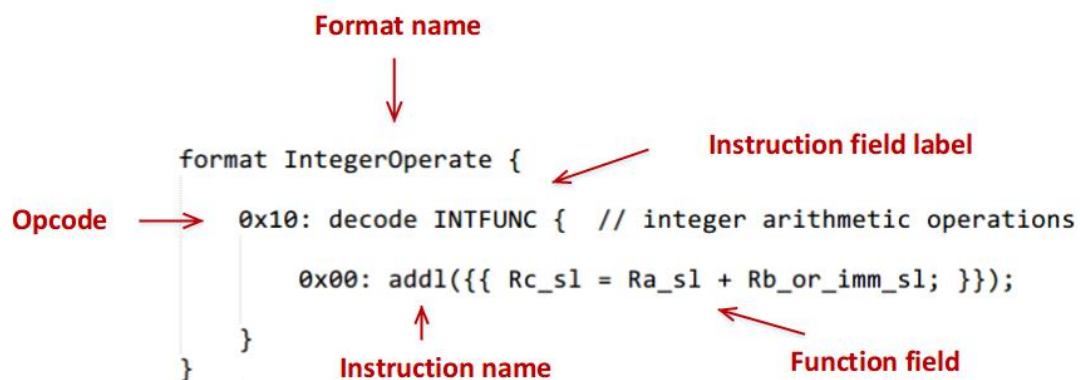 Format name
format IntegerOperate {
Instruction field label
Opcode
0x10: decode INTFUNC { // integer arithmetic operations
0x00: addl({{ Rc_sl = Ra_sl + Rb_or_imm_sl; }});
}
}
Instruction name
Function field